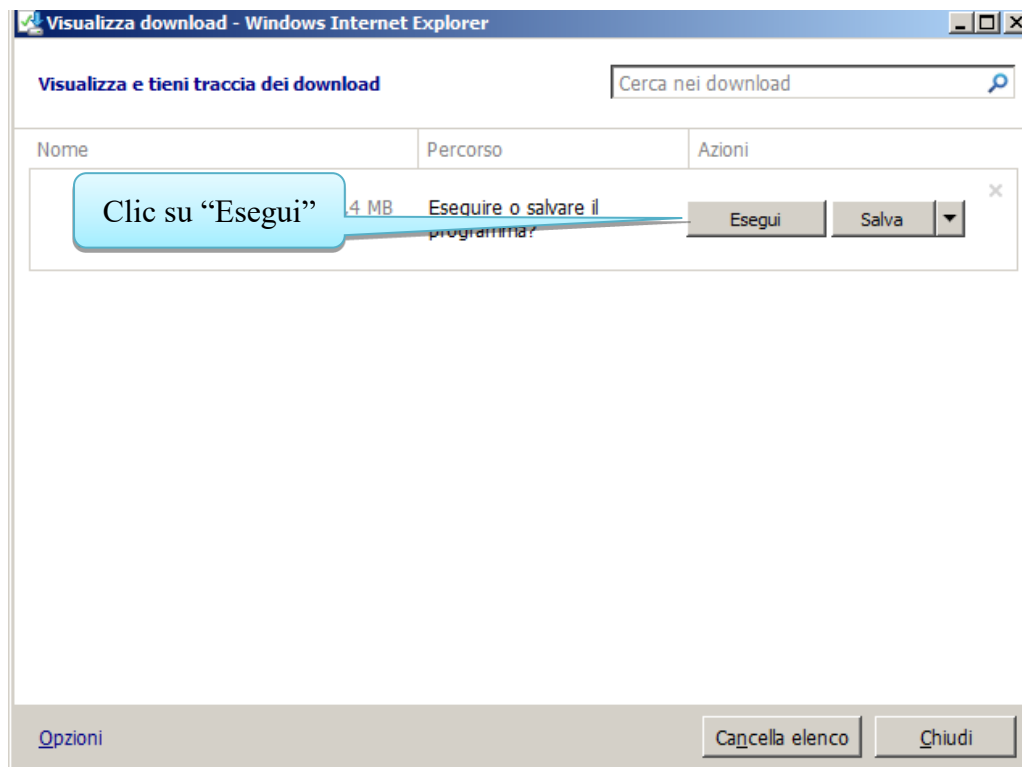 Visualizza download - Windows Internet Explorer
Visualizza e tieni traccia dei download
Cerca nei download
Nome
Percorso
Azioni
Clic su “Esegui”
,4 MB
Eseguire o salvare il
programma?
Esegui
Salva
Opzioni
Cancella elenco
Chiudi